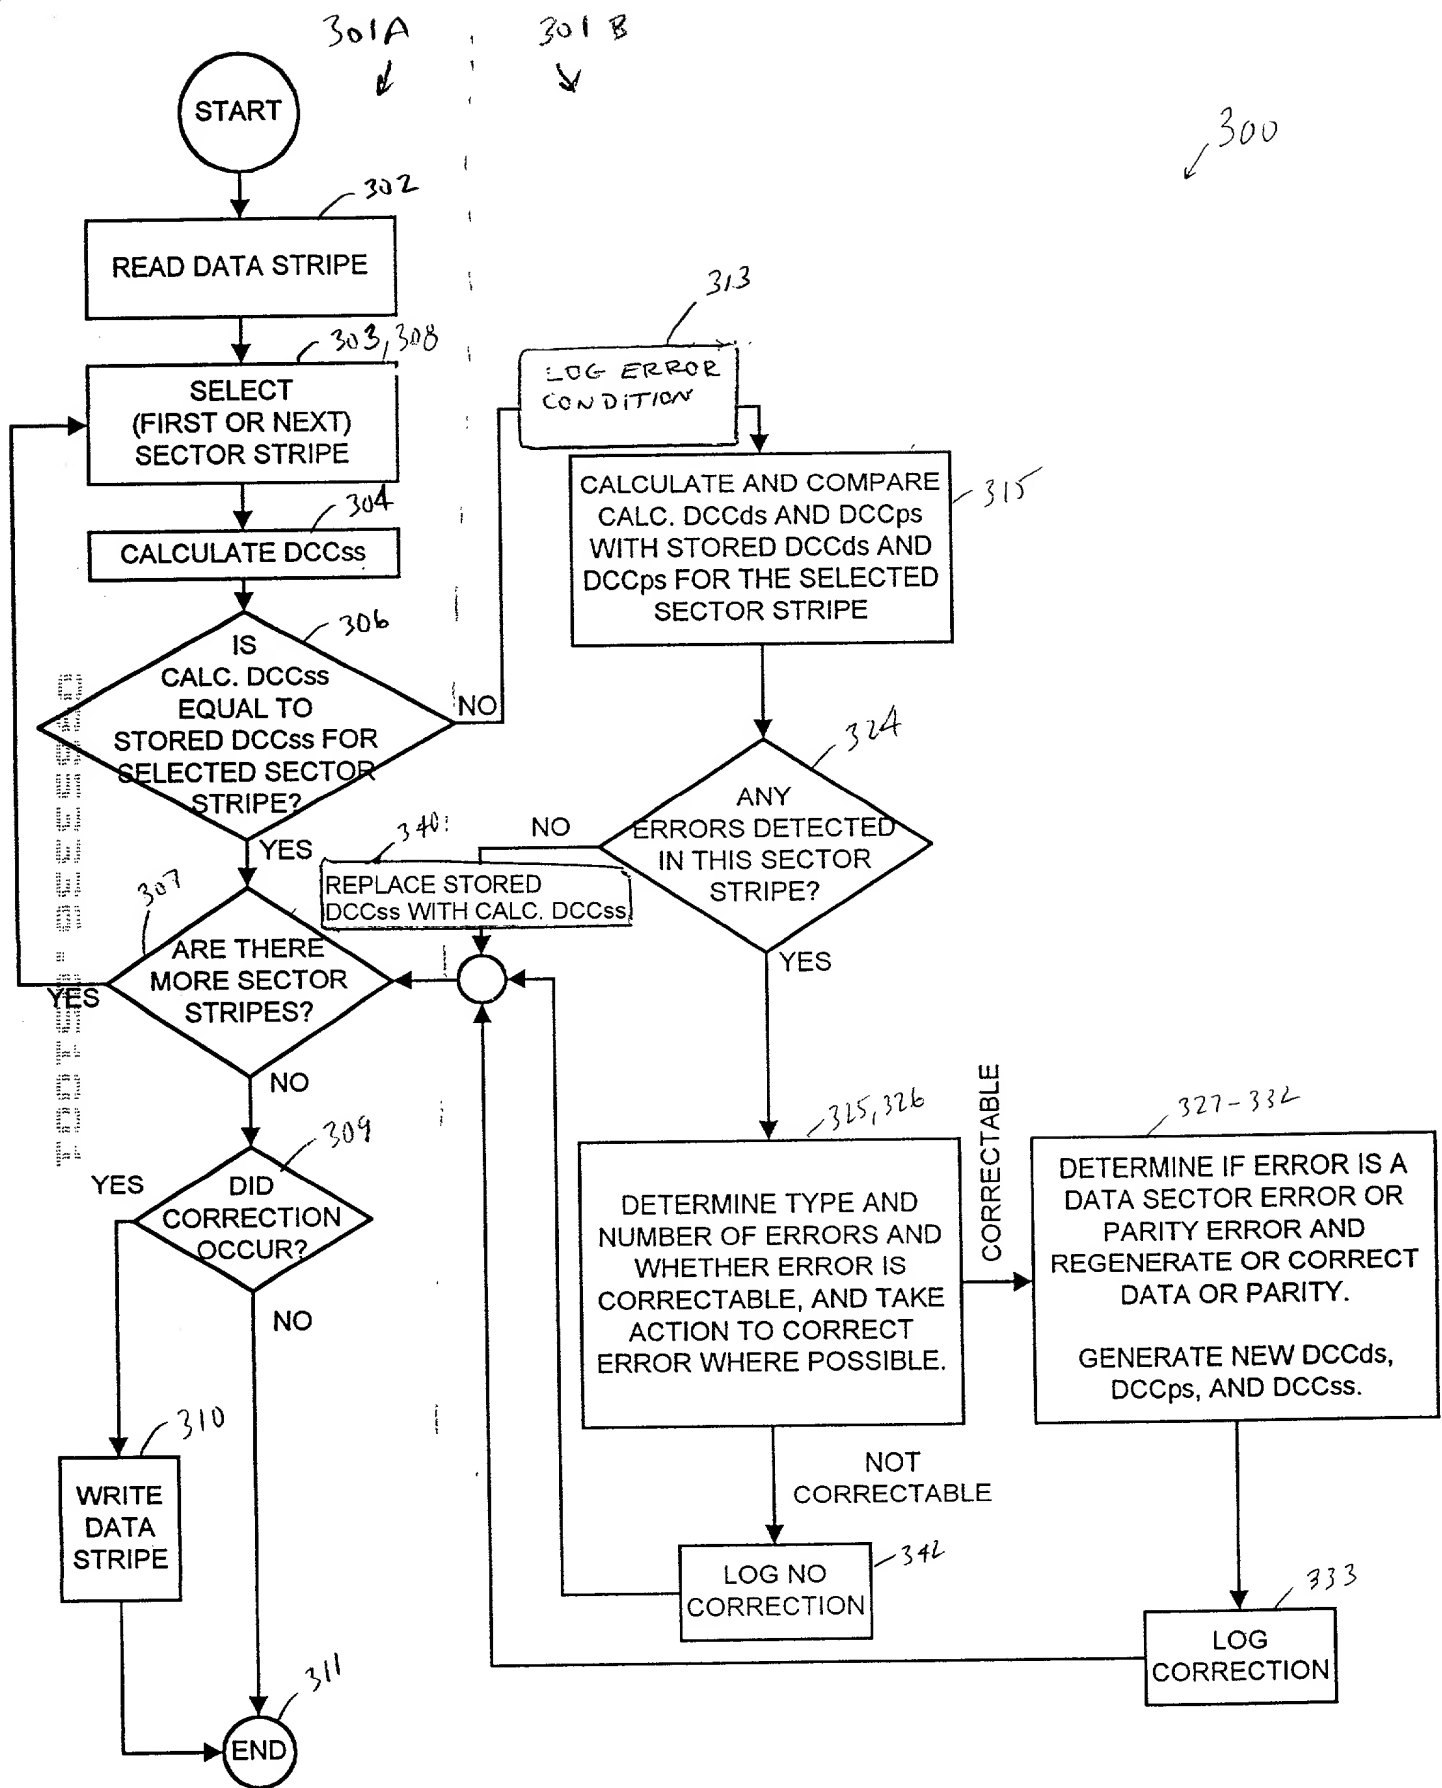 301A
301B
START
300
302
READ DATA STRIPE
313
303, 308
LOG ERROR
CONDITION
SELECT
(FIRST OR NEXT)
SECTOR STRIPE
CALCULATE AND COMPARE
CALC. DCCds AND DCCps
WITH STORED DCCds AND
DCCps FOR THE SELECTED
SECTOR STRIPE
315
304
CALCULATE DCCss
306
IS
CALC. DCCss
EQUAL TO
STORED DCCss FOR
SELECTED SECTOR
STRIPE?
NO
324
ANY
ERRORS DETECTED
IN THIS SECTOR
STRIPE?
NO
YES
340
YES
REPLACE STORED
DCCss WITH CALC. DCCss
307
ARE THERE
MORE SECTOR
STRIPES?
YES
NO
325, 326
CORRECTABLE
327-332
DETERMINE TYPE AND
NUMBER OF ERRORS AND
WHETHER ERROR IS
CORRECTABLE, AND TAKE
ACTION TO CORRECT
ERROR WHERE POSSIBLE.
DETERMINE IF ERROR IS A
DATA SECTOR ERROR OR
PARITY ERROR AND
REGENERATE OR CORRECT
DATA OR PARITY.
GENERATE NEW DCCds,
DCCps, AND DCCss.
309
YES
DID
CORRECTION
OCCUR?
NO
310
WRITE
DATA
STRIPE
NOT
CORRECTABLE
342
LOG NO
CORRECTION
333
LOG
CORRECTION
311
END